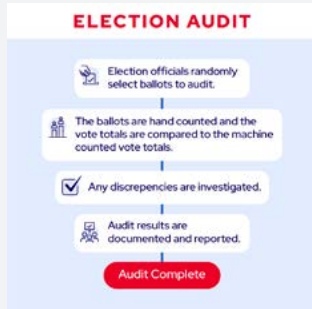 ELECTION AUDIT
Election officials randomly
select ballots to audit.
The ballots are hand counted and the
vote totals are compared to the machine
counted vote totals.
Any discrepancies are investigated.
Audit results are
documented and reported.
Audit Complete